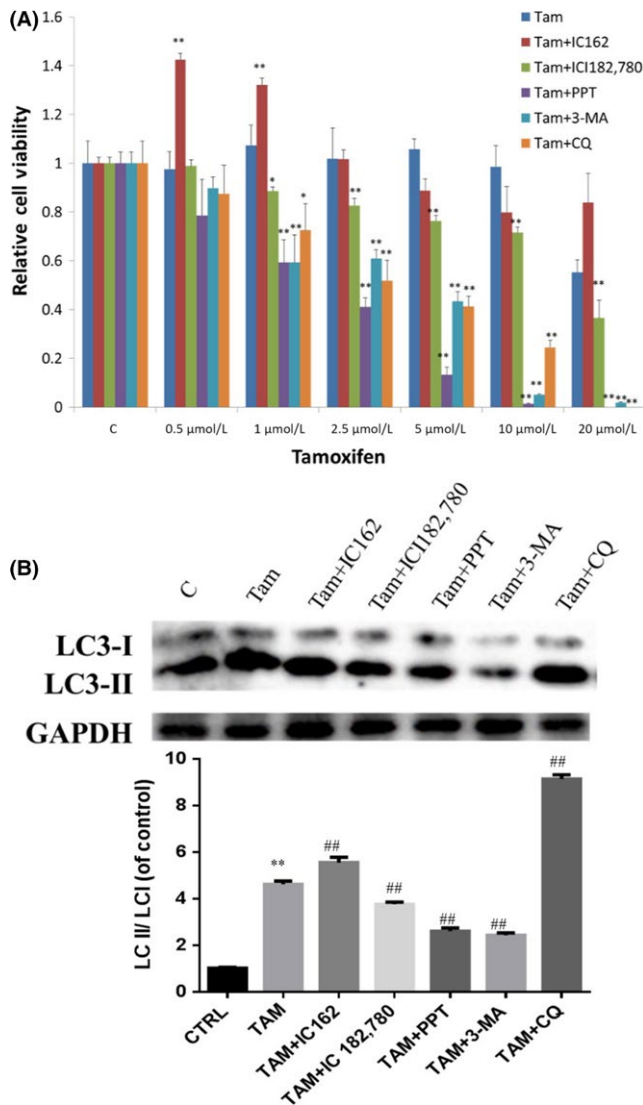 (A)
Relative cell viability
1.6
1.4
1.2
1
0.8
0.6
0.4
0.2
0
Tam
Tam+IC162
Tam+ICI182,780
Tam+PPT
Tam+3-MA
Tam+CQ
** ** * ** ** * ** ** ** ** ** ** ** ** ** ** ** ** ** ** ** **
C 0.5 µmol/L 1 µmol/L 2.5 µmol/L 5 µmol/L 10 µmol/L 20 µmol/L
Tamoxifen
(B)
C Tam Tam+IC162 Tam+ICI182,780 Tam+PPT Tam+3-MA Tam+CQ
LC3-I
LC3-II
GAPDH
LC II/ LCI (of control)
10
8
6
4
2
0
** ## ## ## ## ##
CTRL TAM TAM+IC162 TAM+IC 182,780 TAM+PPT TAM+3-MA TAM+CQ